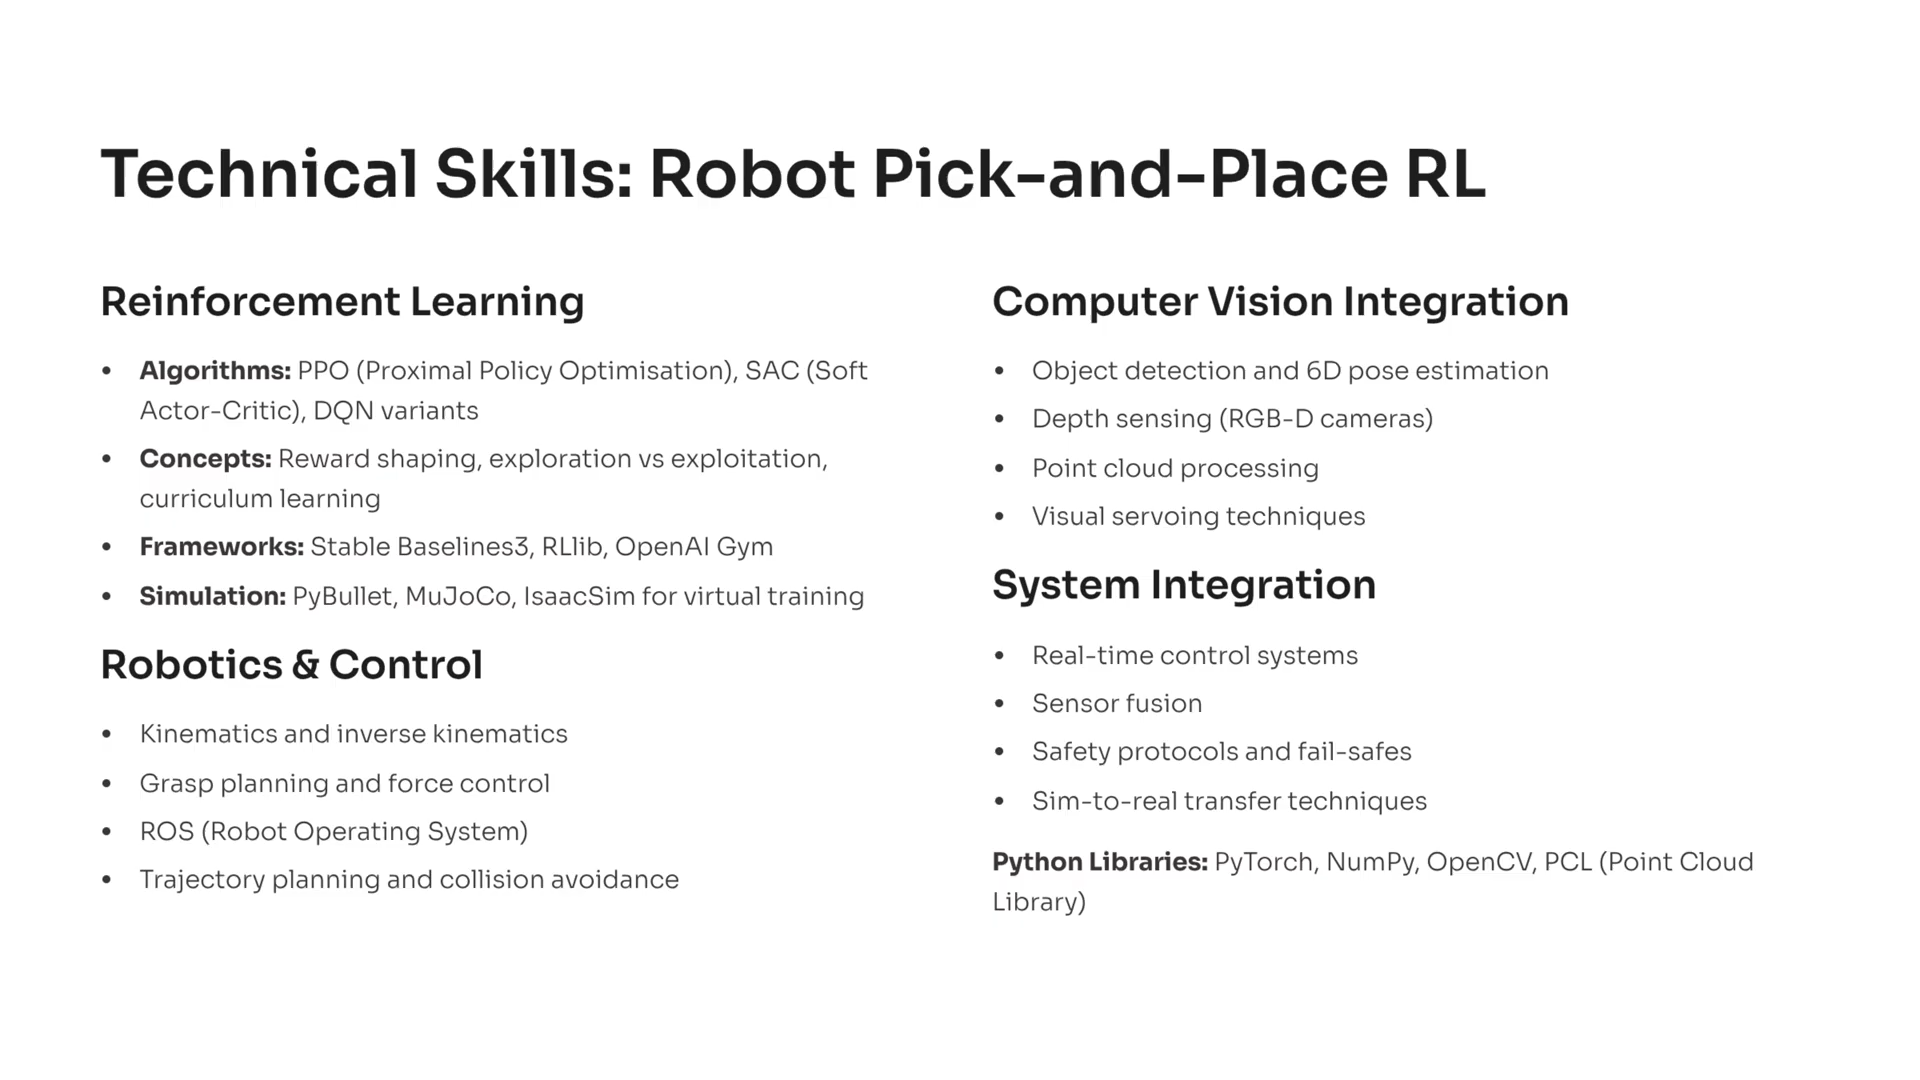 Technical Skills: Robot Pick-and-Place RL
Reinforcement Learning
• Algorithms: PPO (Proximal Policy Optimisation), SAC (Soft
Actor-Critic), DQN variants
• Concepts: Reward shaping, exploration vs exploitation,
curriculum learning
• Frameworks: Stable Baselines3, RLlib, OpenAI Gym
• Simulation: PyBullet, MuJoCo, IsaacSim for virtual training
Robotics & Control
• Kinematics and inverse kinematics
• Grasp planning and force control
• ROS (Robot Operating System)
• Trajectory planning and collision avoidance
Computer Vision Integration
• Object detection and 6D pose estimation
• Depth sensing (RGB-D cameras)
• Point cloud processing
• Visual servoing techniques
System Integration
• Real-time control systems
• Sensor fusion
• Safety protocols and fail-safes
• Sim-to-real transfer techniques
Python Libraries: PyTorch, NumPy, OpenCV, PCL (Point Cloud
Library)